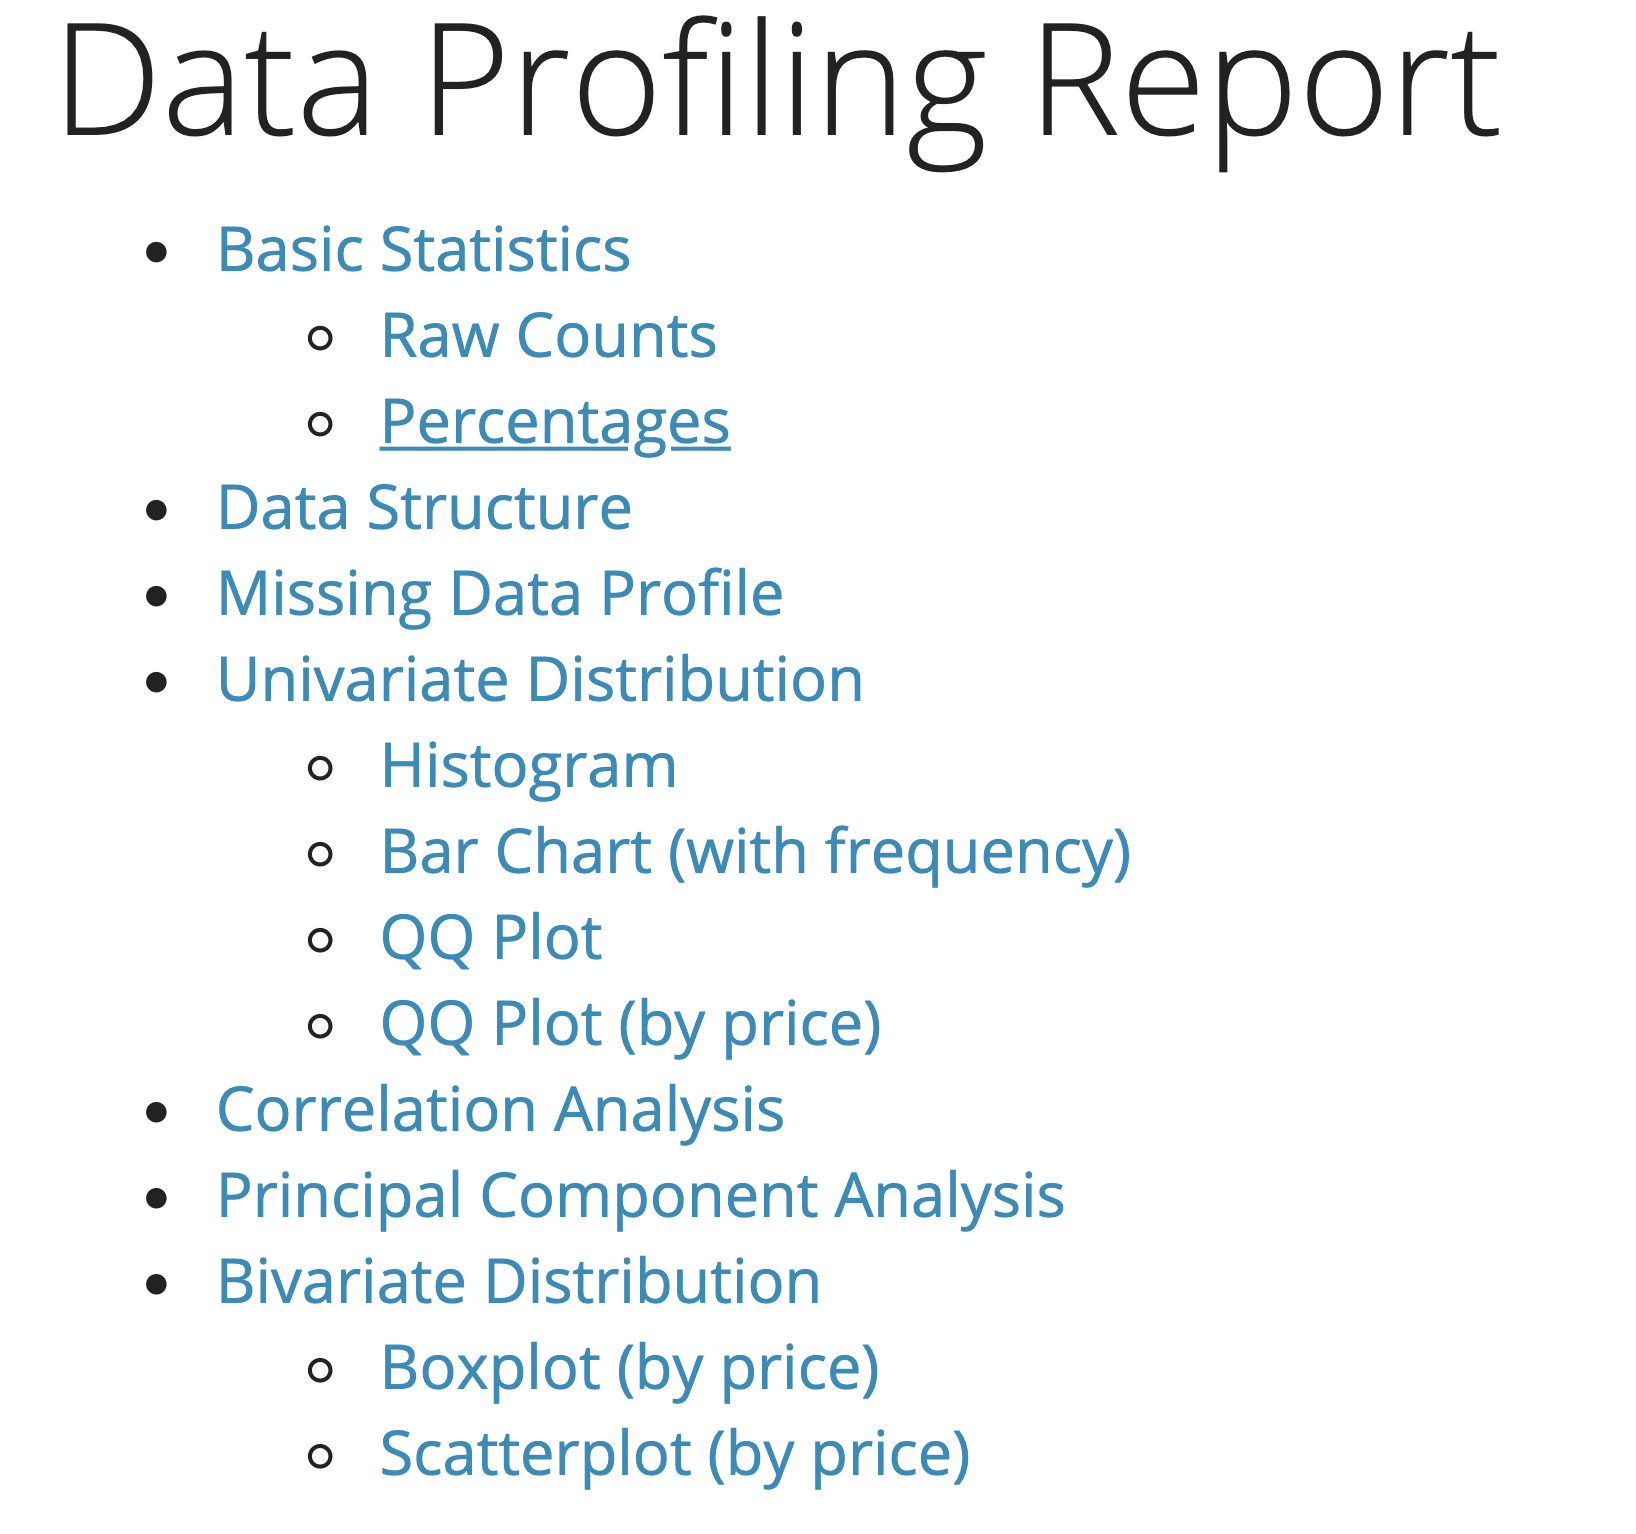 Data Profiling Report
Basic Statistics
Raw Counts
Percentages
Data Structure
Missing Data Profile
Univariate Distribution
Histogram
Bar Chart (with frequency)
QQ Plot
QQ Plot (by price)
Correlation Analysis
Principal Component Analysis
Bivariate Distribution
Boxplot (by price)
Scatterplot (by price)